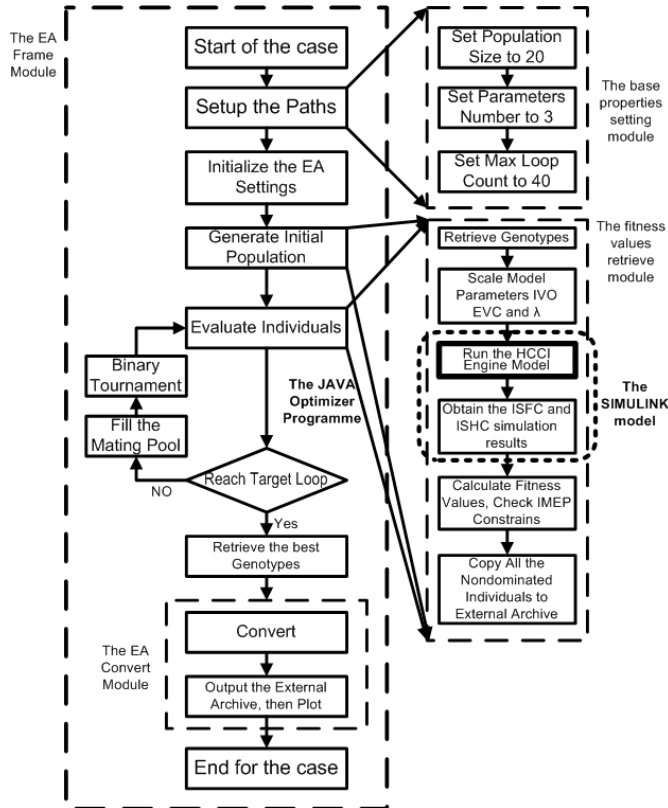 The EA
Frame
Module
Start of the case
Setup the Paths
Initialize the EA
Settings
Generate Initial
Population
Evaluate Individuals
Binary
Tournament
Fill the
Mating Pool
The JAVA
Optimizer
Programme
Reach Target Loop
NO
Yes
Retrieve the best
Genotypes
The EA
Convert
Module
Convert
Output the External
Archive, then Plot
End for the case
Set Population
Size to 20
Set Parameters
Number to 3
Set Max Loop
Count to 40
The base
properties
setting
module
Retrieve Genotypes
Scale Model
Parameters IVO
EVC and λ
Run the HCCI
Engine Model
Obtain the ISFC and
ISHC simulation
results
Calculate Fitness
Values, Check IMEP
Constrains
Copy All the
Nondominated
Individuals to
External Archive
The fitness
values
retrieve
module
The
SIMULINK
model